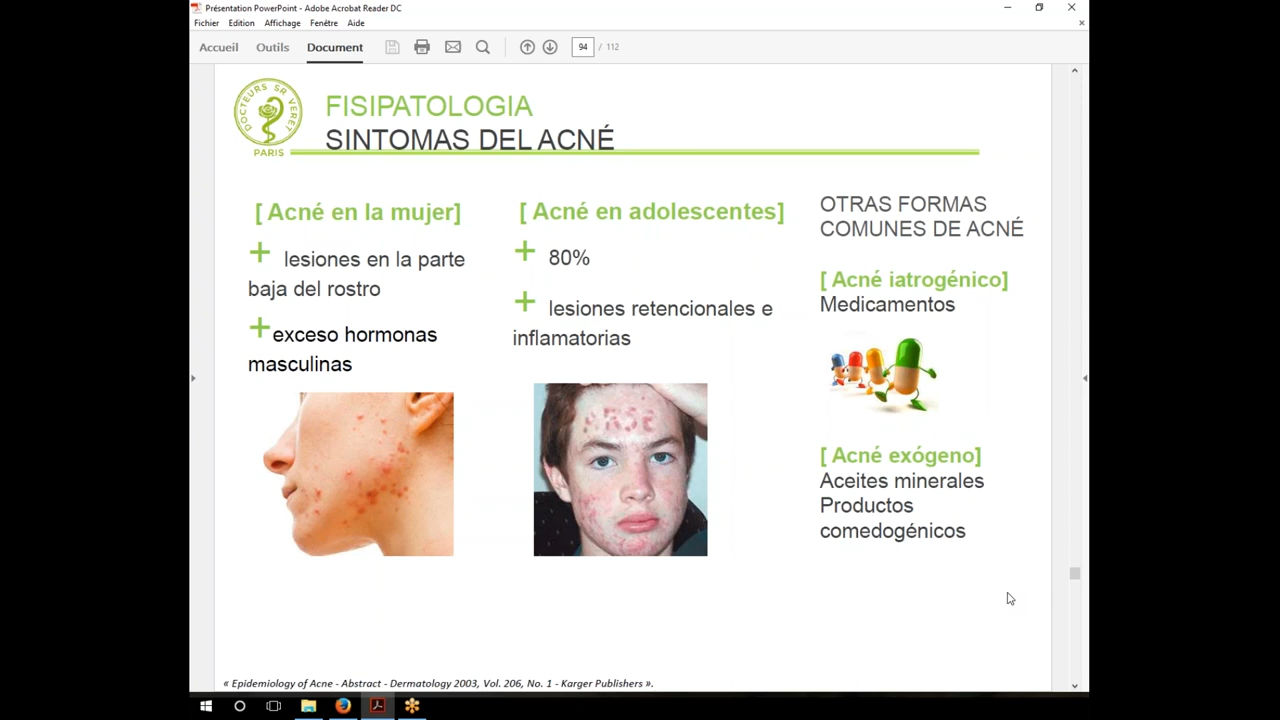 Présentation PowerPoint - Adobe Acrobat Reader DC
Fichier Edition Affichage Fenêtre Aide
Accueil Outils Document 94 / 112
DOCTEURS SR VERET
PARIS
FISIPATOLOGIA
SINTOMAS DEL ACNÉ
[ Acné en la mujer]
+ lesiones en la parte
baja del rostro
+exceso hormonas
masculinas
[ Acné en adolescentes]
+ 80%
+ lesiones retencionales e
inflamatorias
OTRAS FORMAS
COMUNES DE ACNÉ
[ Acné iatrogénico]
Medicamentos
[ Acné exógeno]
Aceites minerales
Productos
comedogénicos
« Epidemiology of Acne - Abstract - Dermatology 2003, Vol. 206, No. 1 - Karger Publishers ».